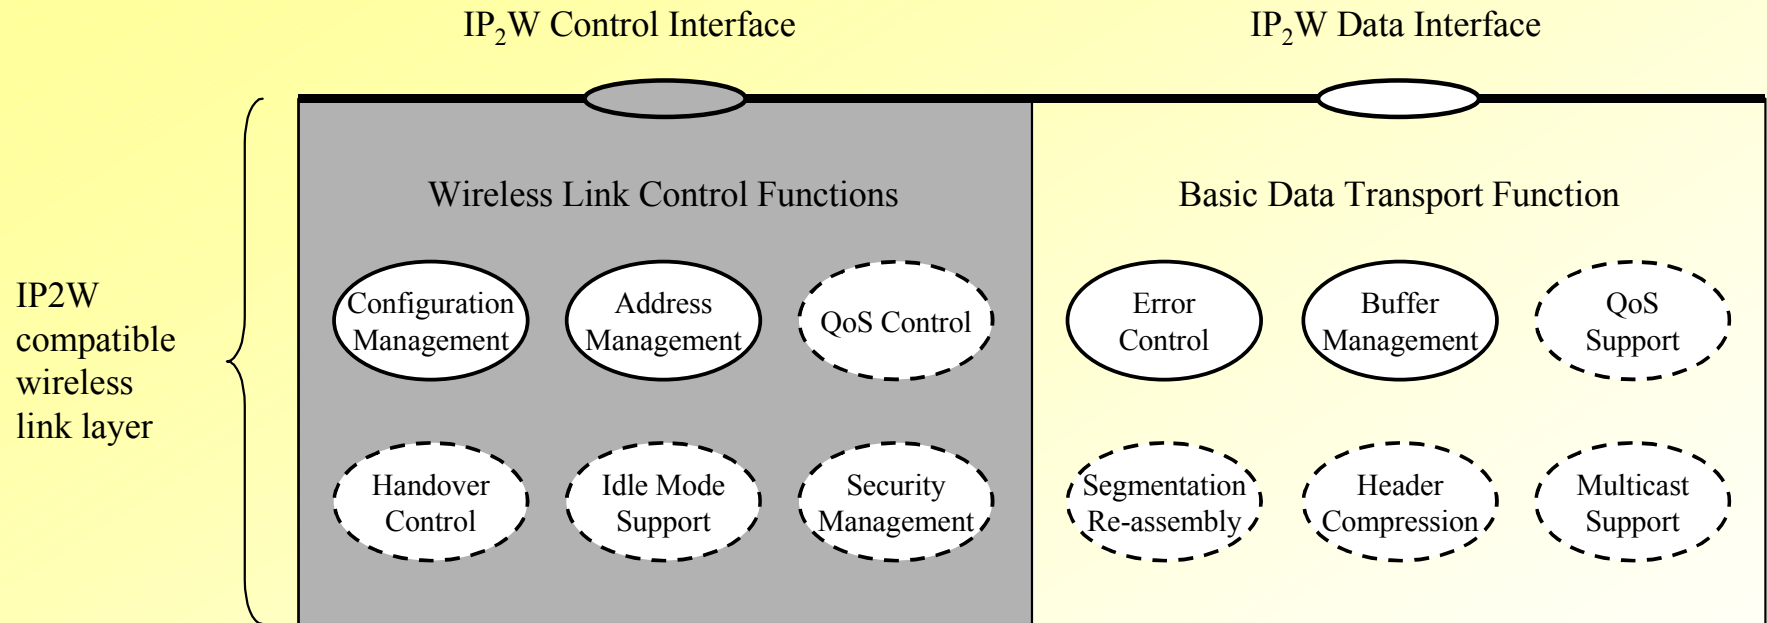 IP₂W Control Interface
IP₂W Data Interface
Wireless Link Control Functions
Basic Data Transport Function
IP2W
compatible
wireless
link layer
Configuration
Management
Address
Management
QoS Control
Error
Control
Buffer
Management
QoS
Support
Handover
Control
Idle Mode
Support
Security
Management
Segmentation
Re-assembly
Header
Compression
Multicast
Support